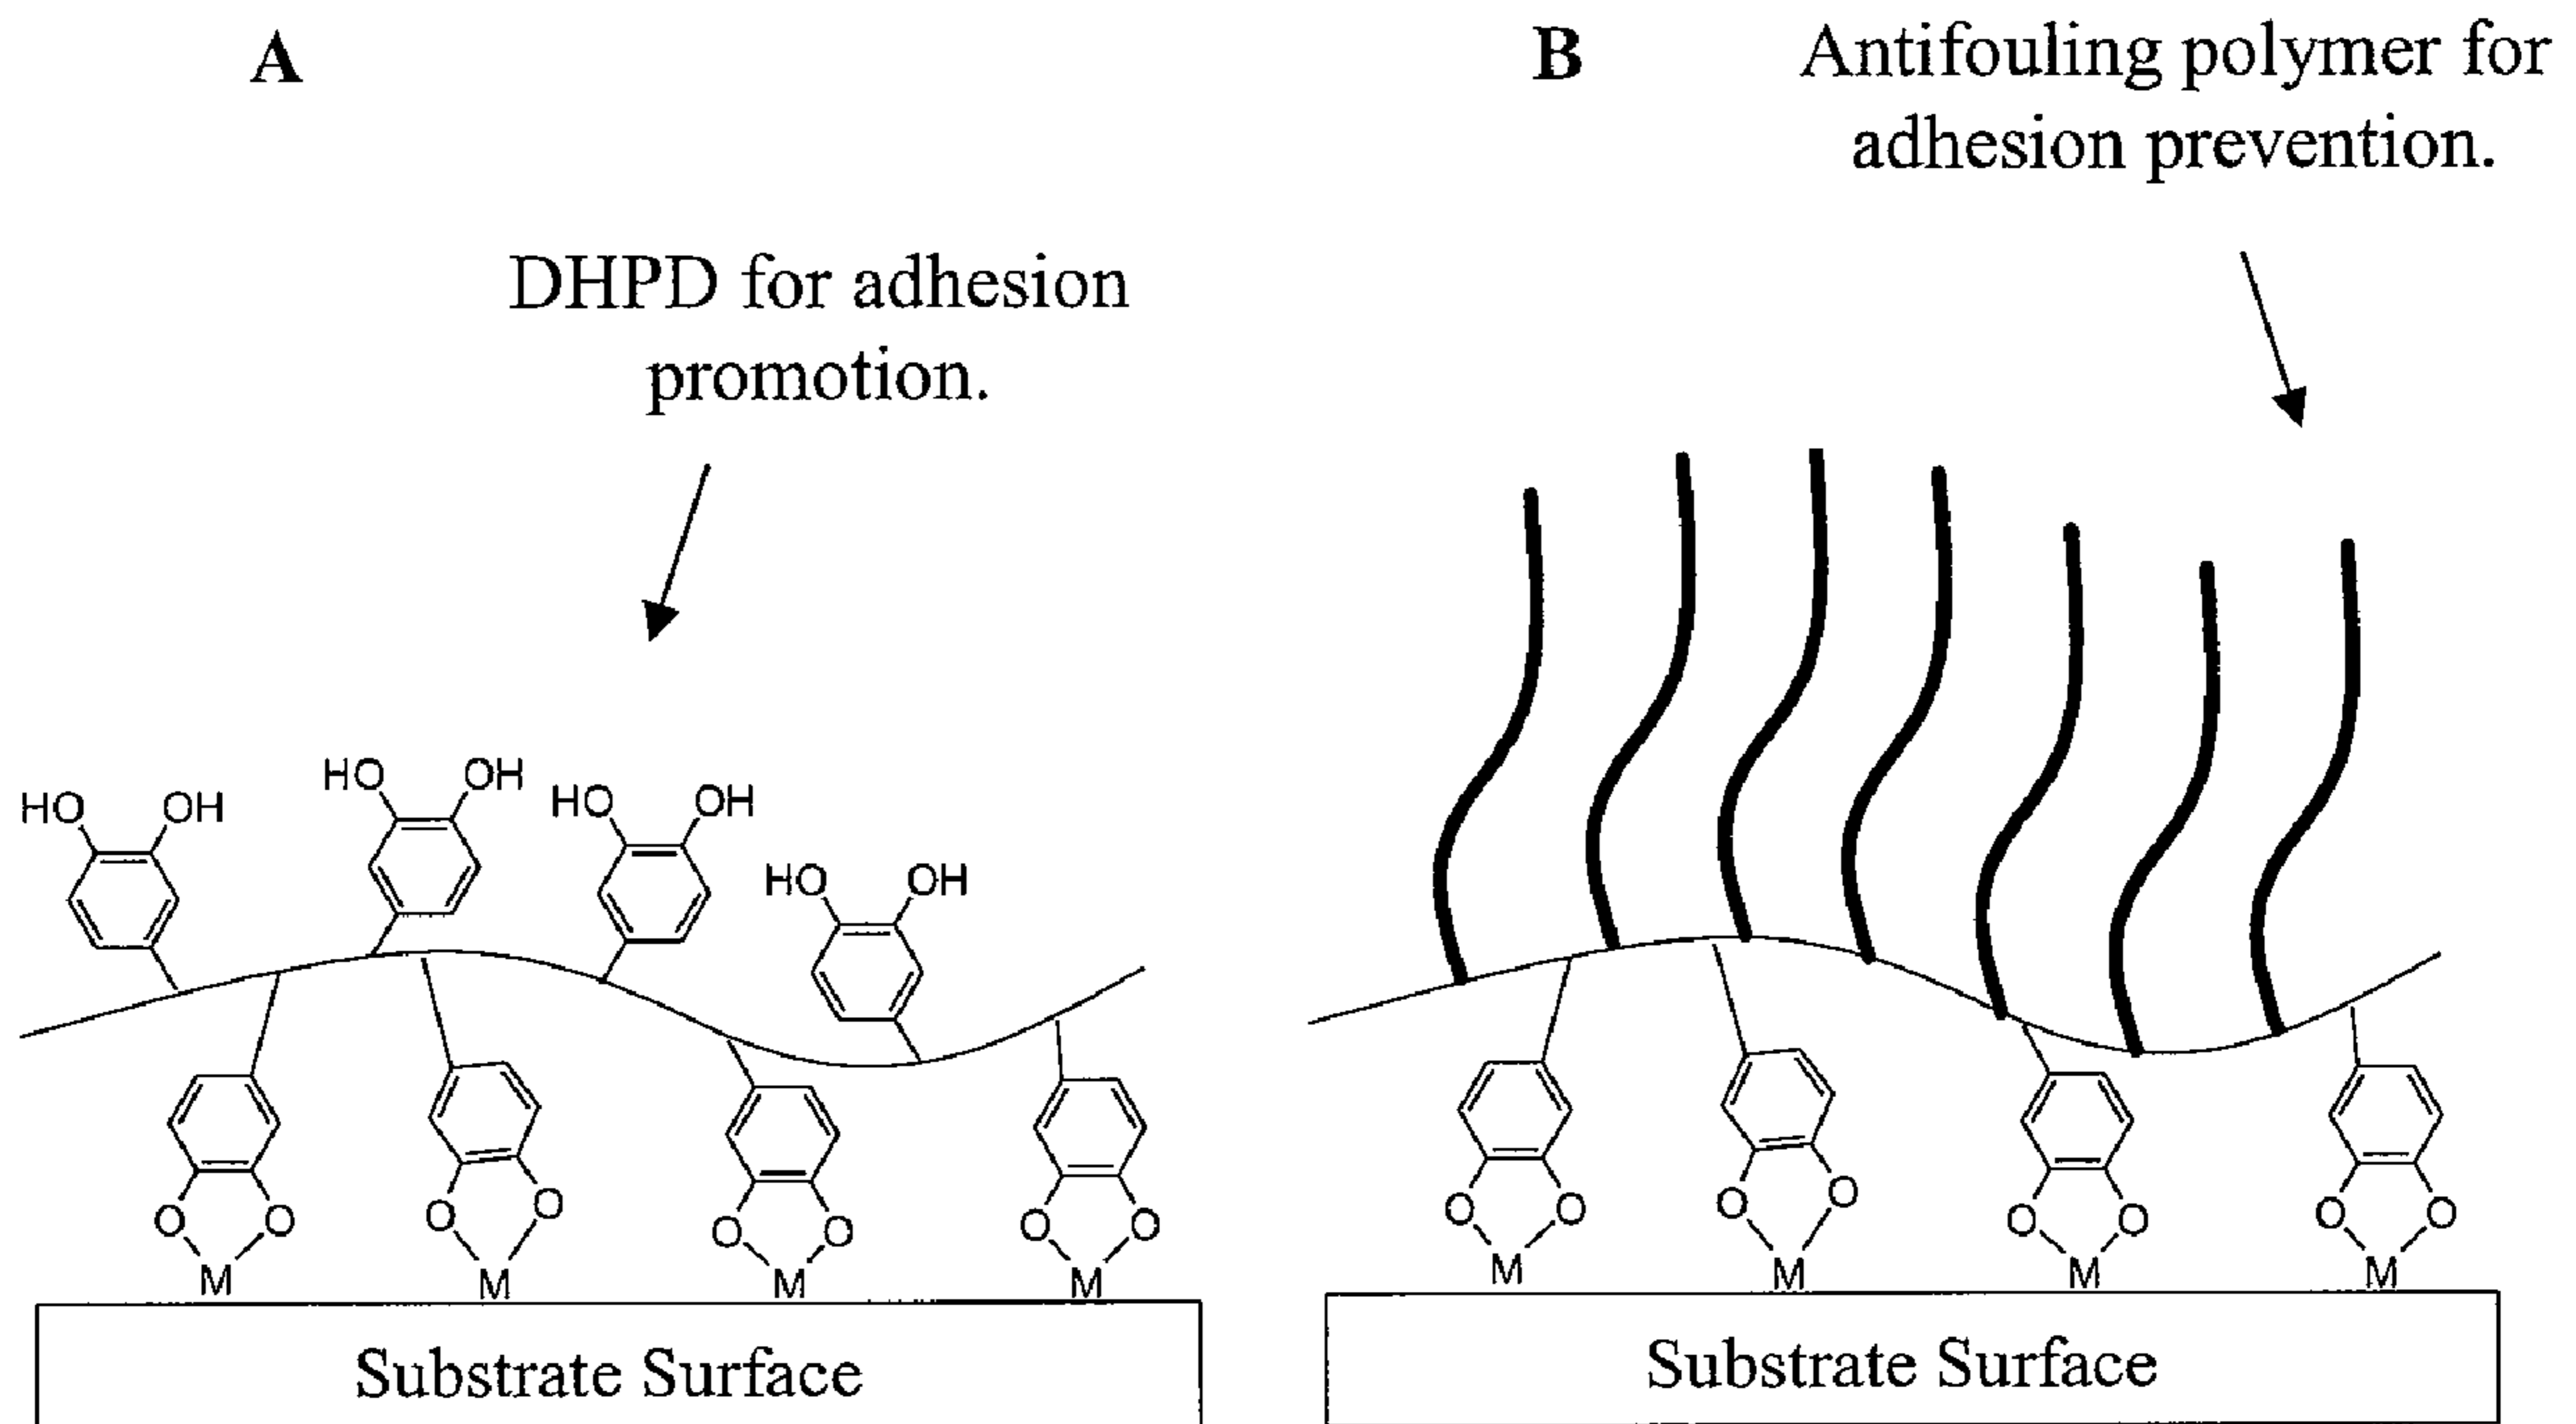 A
B
Antifouling polymer for
adhesion prevention.
DHPD for adhesion
promotion.
HO OH
HO OH
HO OH
HO OH
O O
M
O O
M
O O
M
O O
M
O O
M
O O
M
O O
M
O O
M
Substrate Surface
Substrate Surface